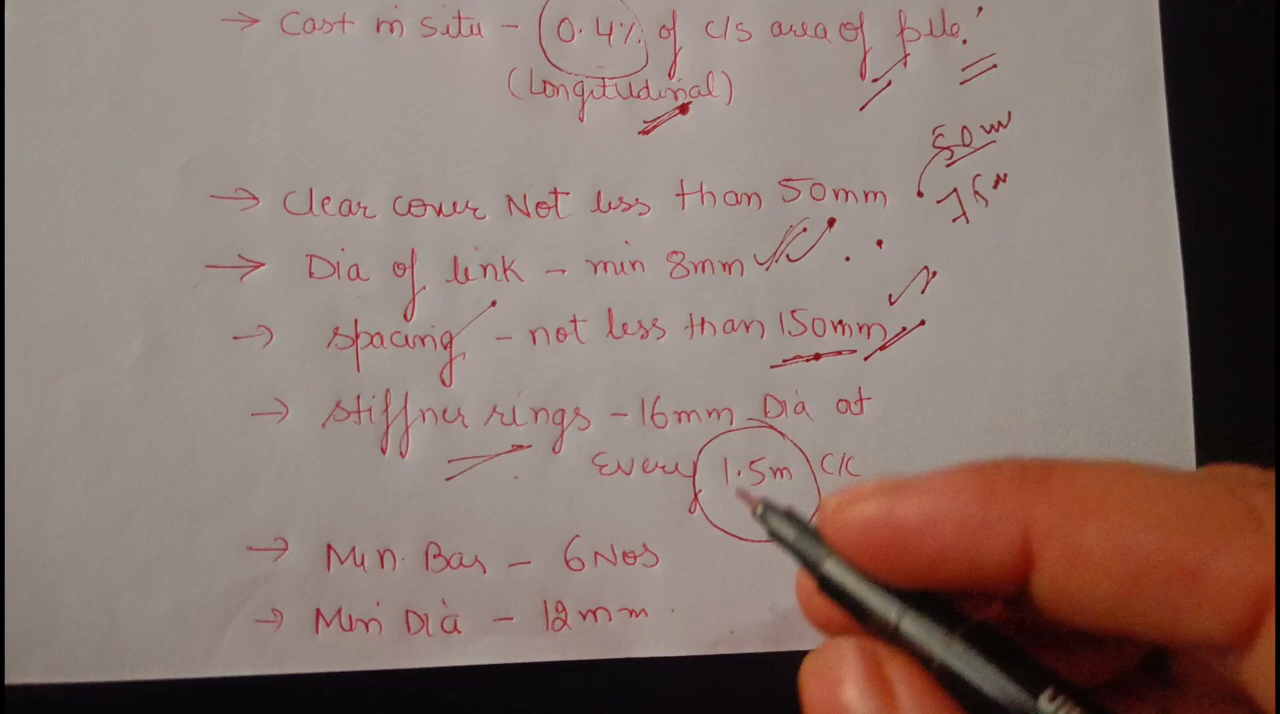 → Cast in situ - 0.4% of c/s area of pile.
(Longitudinal)
50m
75m
→ Clear cover Not less than 50mm
→ Dia of link - min 8mm
→ spacing - not less than 150mm
→ stiffner rings - 16mm Dia at
Every 1.5m C/C
→ Min. Bar - 6 Nos
→ Min Dia - 12mm